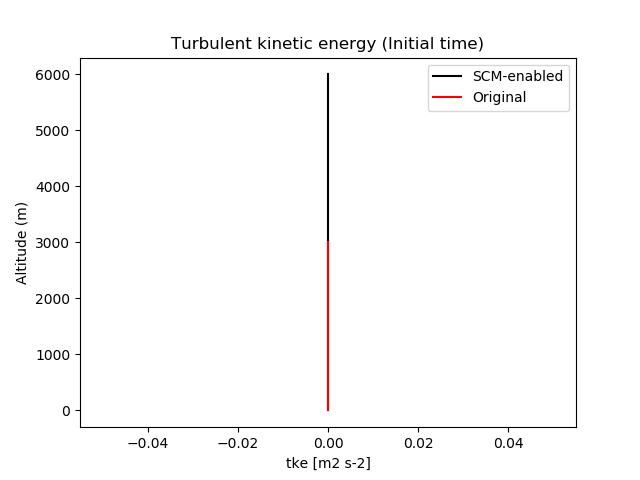 Turbulent kinetic energy (Initial time)
SCM-enabled
Original
6000
5000
4000
3000
2000
1000
0
Altitude (m)
−0.04 −0.02 0.00 0.02 0.04
tke [m2 s-2]